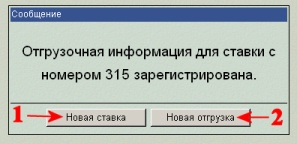 Сообщение
Отгрузочная информация для ставки с
номером 315 зарегистрирована.
1 Новая ставка Новая отгрузка 2